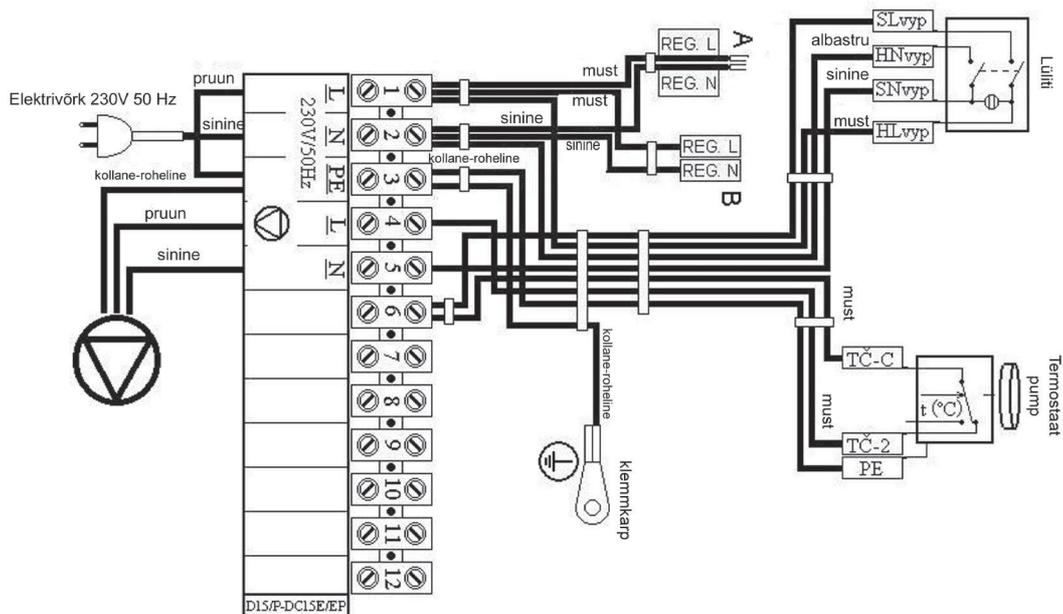 Elektrivõrk 230V 50 Hz
pruun
sinine
kollane-roheline
pruun
sinine
L
N
PE
L
N
230V/50Hz
1
2
3
4
5
6
7
8
9
10
11
12
D15/P-DC15E/EP
must
must
sinine
sinine
kollane-roheline
REG. L
REG. N
A
REG. L
REG. N
B
albastru
sinine
must
SLvyp
HNvyp
SNvyp
HLvyp
Lüliti
kollane-roheline
klemmkarp
must
must
TČ-C
TČ-2
PE
t (°C)
Termostaat
pump